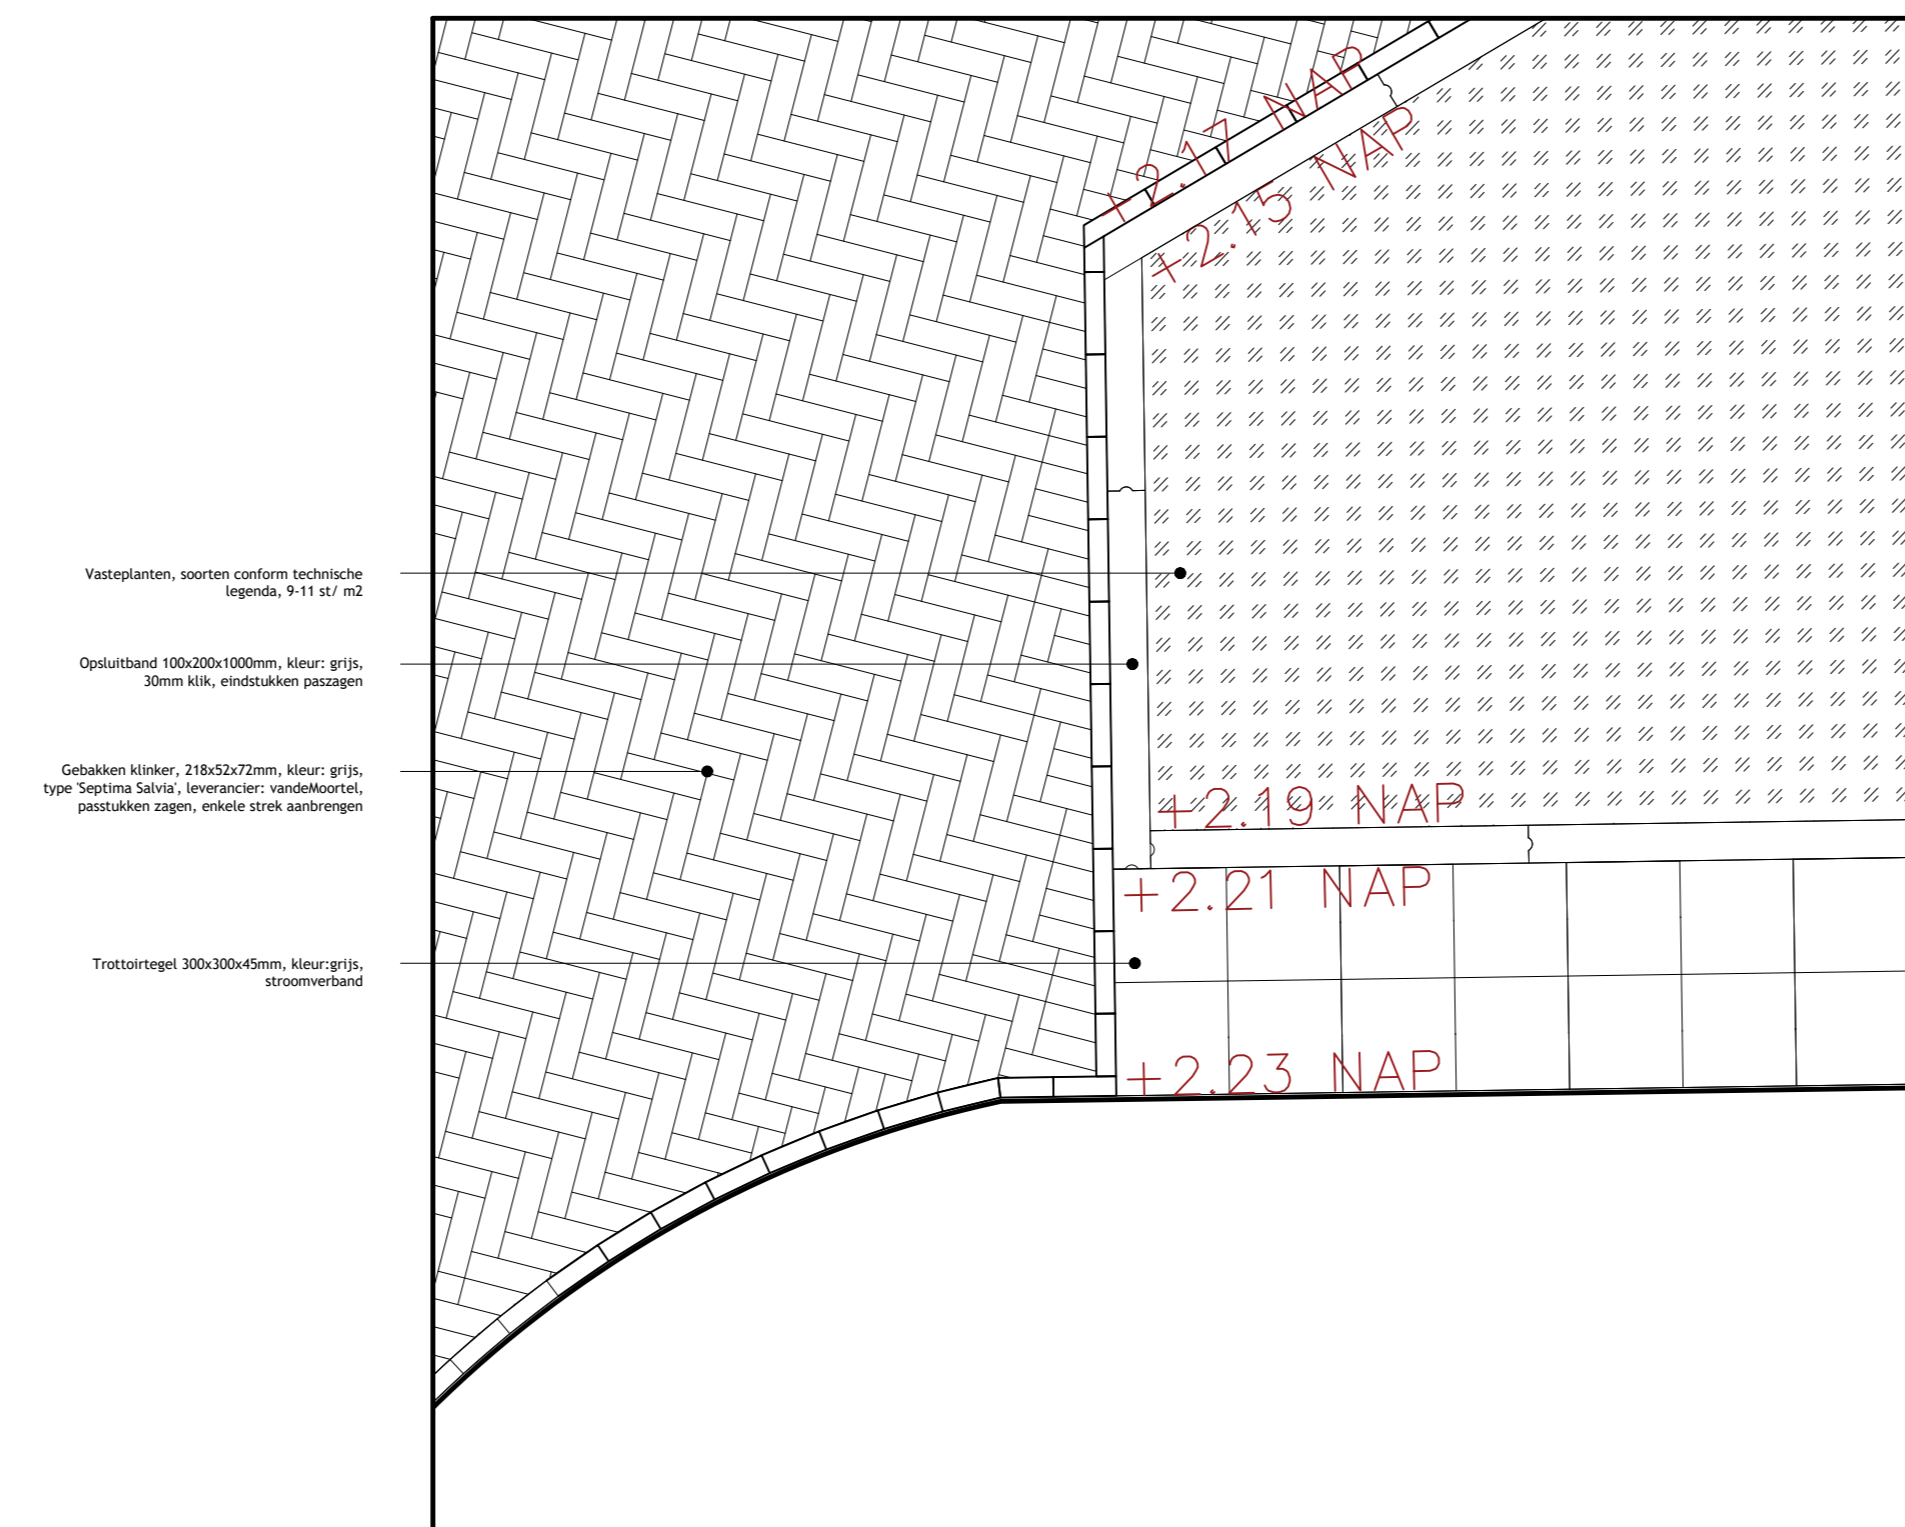 +2.17 NAP
+2.15 NAP
Vasteplanten, soorten conform technische
legenda, 9-11 st/ m2
Opsluitband 100x200x1000mm, kleur: grijs,
30mm klik, eindstukken paszagen
Gebakken klinker, 218x52x72mm, kleur: grijs,
type 'Septima Salvia', leverancier: vandeMoortel,
passtukken zagen, enkele strek aanbrengen
+2.19 NAP
+2.21 NAP
Trottoirtegel 300x300x45mm, kleur:grijs,
stroomverband
+2.23 NAP